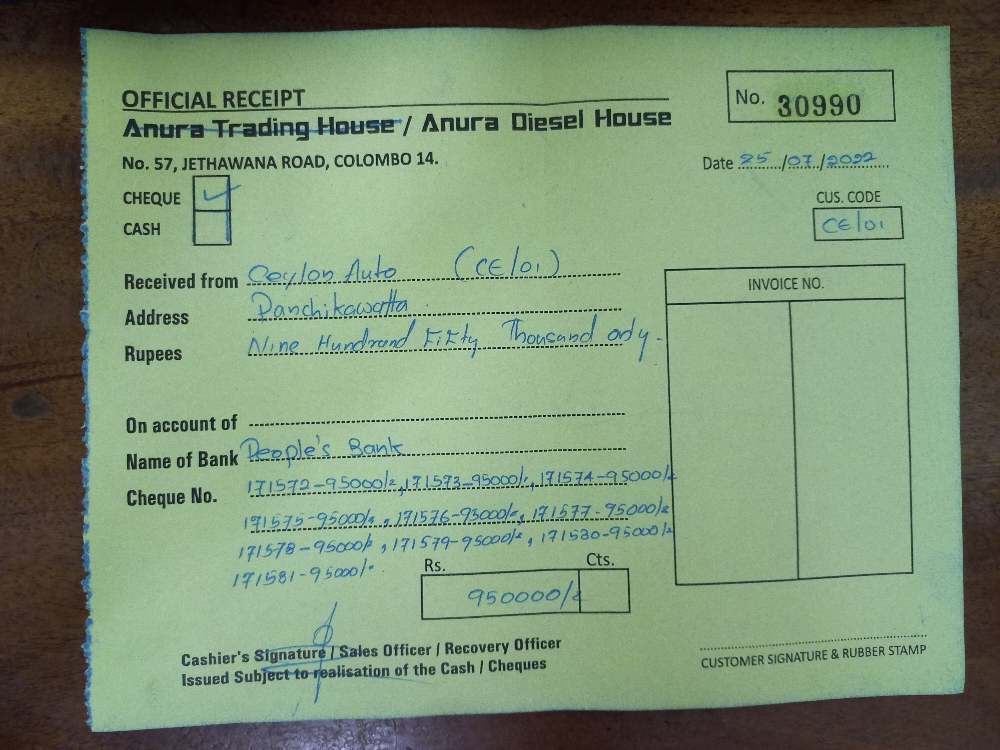 OFFICIAL RECEIPT
No. 30990
Anura Trading House / Anura Diesel House
No. 57, JETHAWANA ROAD, COLOMBO 14.
Date 25/07/2022
CHEQUE ✓
CUS. CODE
CASH
CE/01
Received from Ceylon Auto (CE/01)
INVOICE NO.
Address Panchikawatta
Rupees Nine Hundrand Fifty Thousand only -
On account of
Name of Bank People's Bank
Cheque No. 171572-95000/=, 171573-95000/=, 171574-95000/=
171575-95000/=, 171576-95000/=, 171577-95000/=
171578-95000/=, 171579-95000/=, 171580-95000/=
171581-95000/=
Rs. Cts.
950000/=
Cashier's Signature / Sales Officer / Recovery Officer
Issued Subject to realisation of the Cash / Cheques
CUSTOMER SIGNATURE & RUBBER STAMP